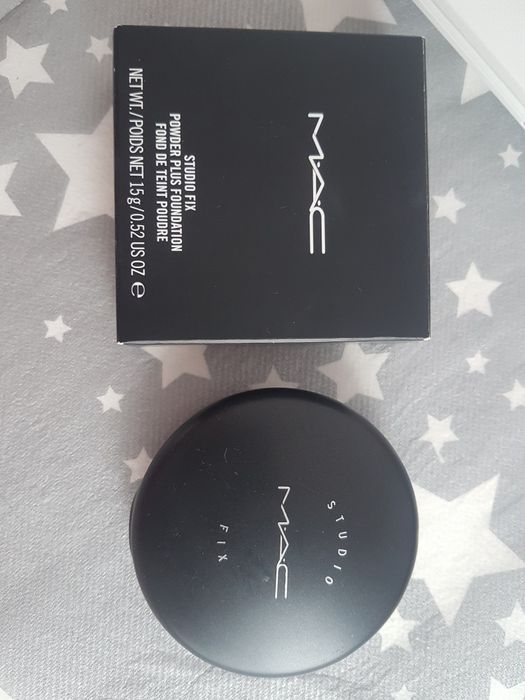 M·A·C
STUDIO FIX
POWDER PLUS FOUNDATION
FOND DE TEINT POUDRE
NET WT./POIDS NET 15 g/0.52 US OZ ℮
STUDIO
M·A·C
FIX